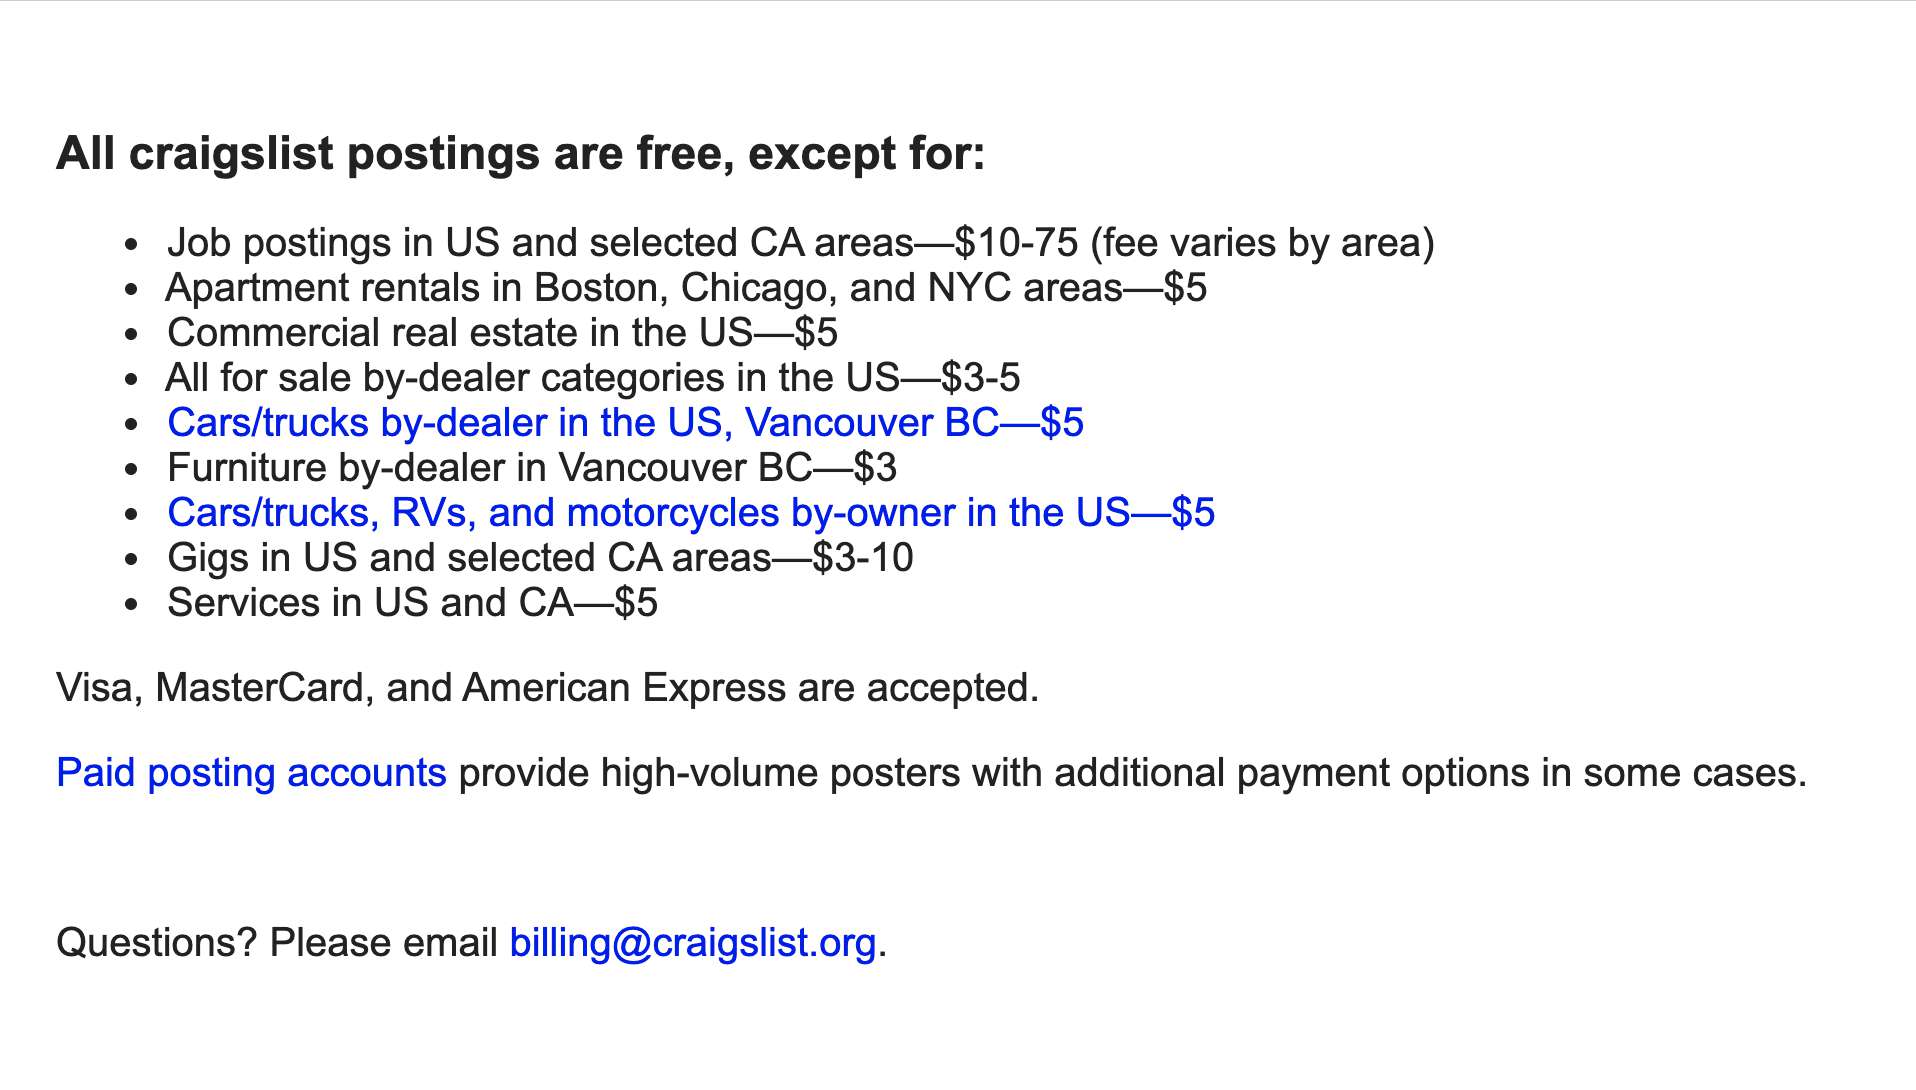 All craigslist postings are free, except for:
• Job postings in US and selected CA areas—$10-75 (fee varies by area)
• Apartment rentals in Boston, Chicago, and NYC areas—$5
• Commercial real estate in the US—$5
• All for sale by-dealer categories in the US—$3-5
• Cars/trucks by-dealer in the US, Vancouver BC—$5
• Furniture by-dealer in Vancouver BC—$3
• Cars/trucks, RVs, and motorcycles by-owner in the US—$5
• Gigs in US and selected CA areas—$3-10
• Services in US and CA—$5
Visa, MasterCard, and American Express are accepted.
Paid posting accounts provide high-volume posters with additional payment options in some cases.
Questions? Please email billing@craigslist.org.